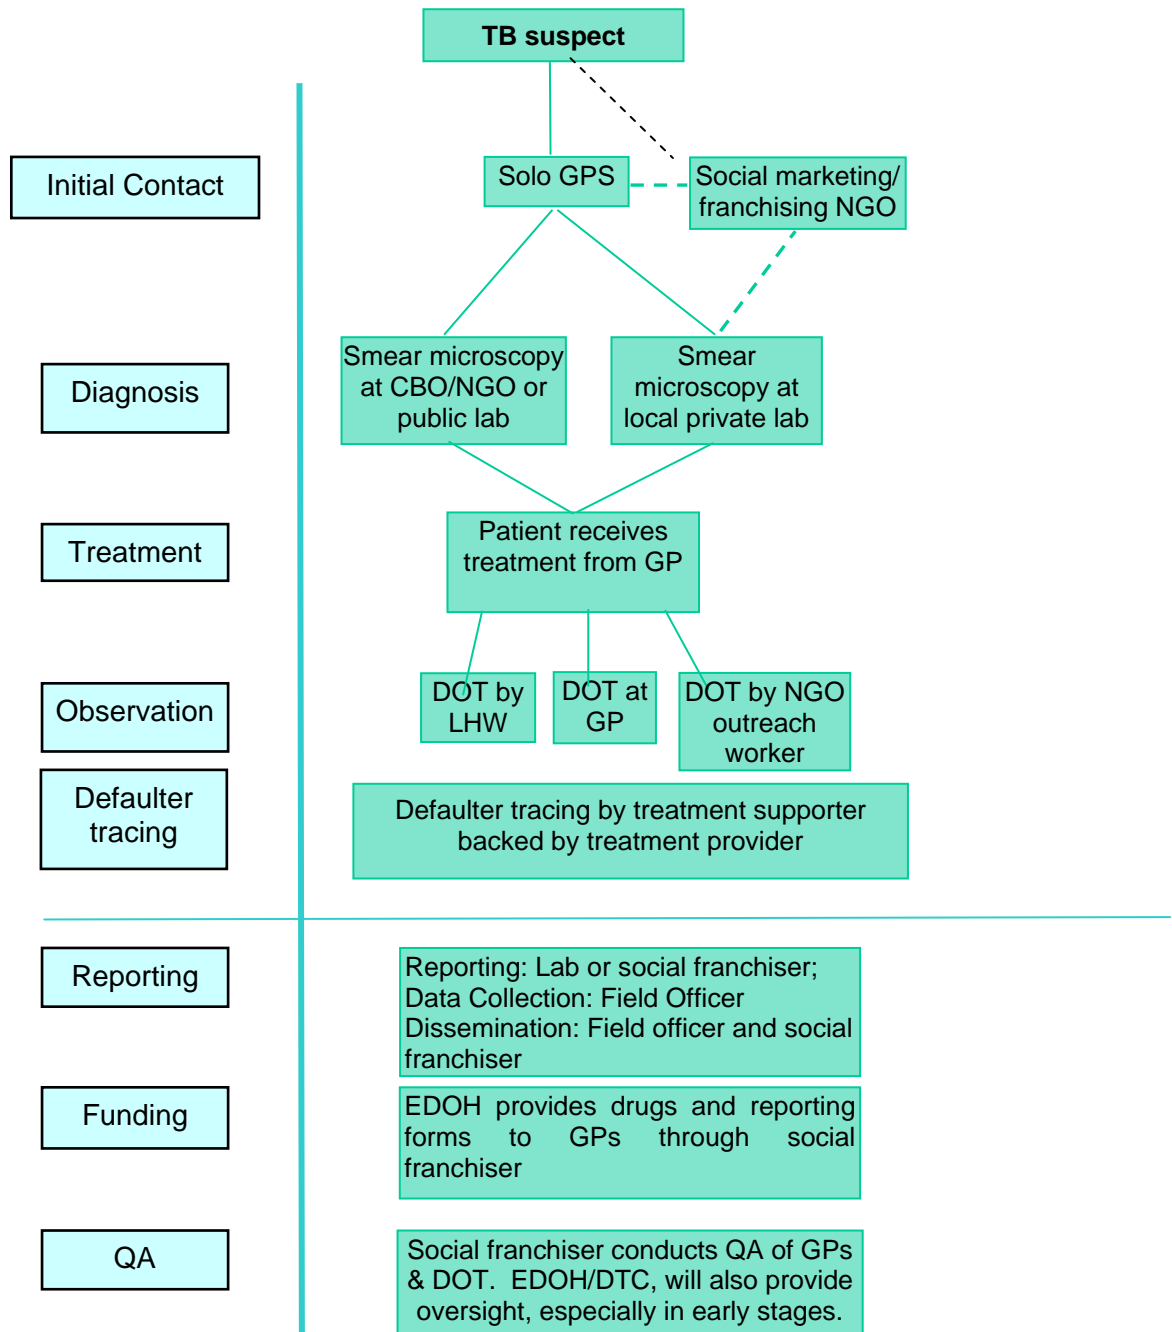 TB suspect
Initial Contact
Solo GPS
Social marketing/
franchising NGO
Diagnosis
Smear microscopy
at CBO/NGO or
public lab
Smear
microscopy at
local private lab
Treatment
Patient receives
treatment from GP
Observation
DOT by
LHW
DOT at
GP
DOT by NGO
outreach
worker
Defaulter
tracing
Defaulter tracing by treatment supporter
backed by treatment provider
Reporting
Reporting: Lab or social franchiser;
Data Collection: Field Officer
Dissemination: Field officer and social
franchiser
Funding
EDOH provides drugs and reporting
forms to GPs through social
franchiser
QA
Social franchiser conducts QA of GPs
& DOT.  EDOH/DTC, will also provide
oversight, especially in early stages.